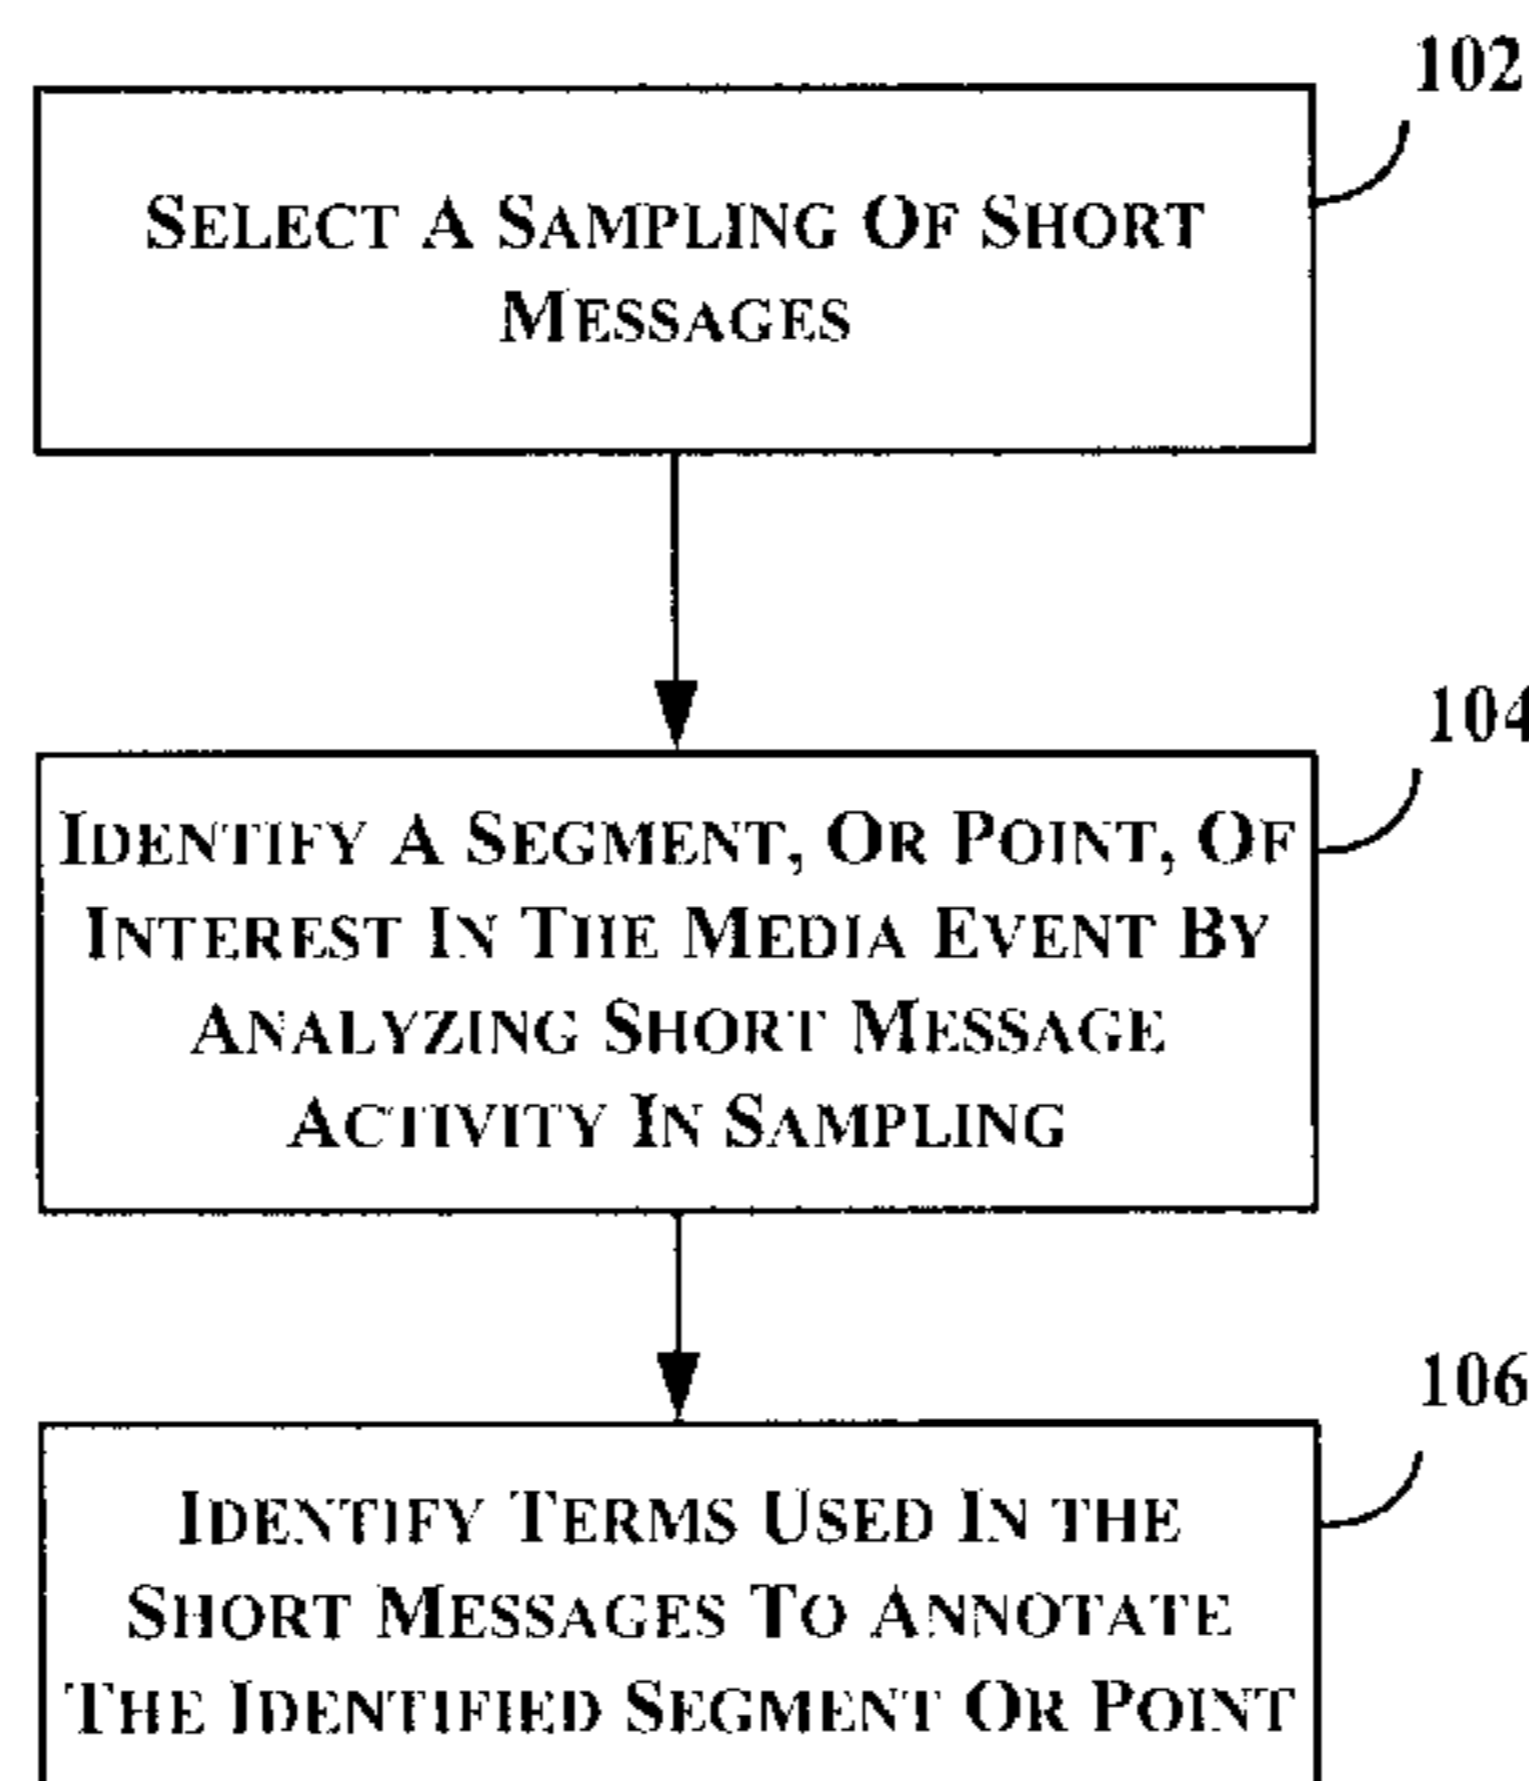 102
SELECT A SAMPLING OF SHORT
MESSAGES
104
IDENTIFY A SEGMENT, OR POINT, OF
INTEREST IN THE MEDIA EVENT BY
ANALYZING SHORT MESSAGE
ACTIVITY IN SAMPLING
106
IDENTIFY TERMS USED IN THE
SHORT MESSAGES TO ANNOTATE
THE IDENTIFIED SEGMENT OR POINT